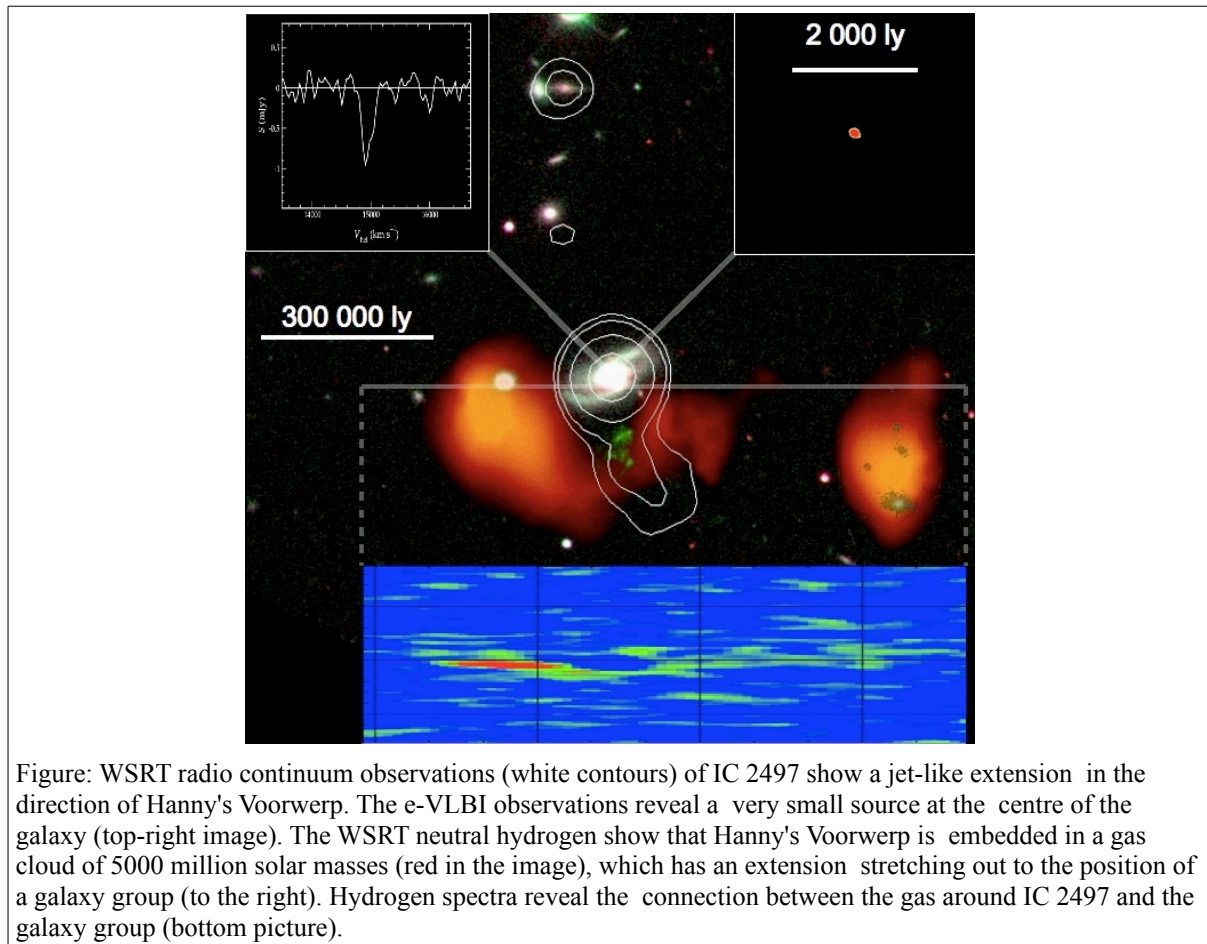 0.5
0
-0.5
-1
S (mJy)
14000 15000 16000
2 000 ly
300 000 ly
Figure: WSRT radio continuum observations (white contours) of IC 2497 show a jet-like extension in the
direction of Hanny's Voorwerp. The e-VLBI observations reveal a very small source at the centre of the
galaxy (top-right image). The WSRT neutral hydrogen show that Hanny's Voorwerp is embedded in a gas
cloud of 5000 million solar masses (red in the image), which has an extension stretching out to the position of
a galaxy group (to the right). Hydrogen spectra reveal the connection between the gas around IC 2497 and the
galaxy group (bottom picture).